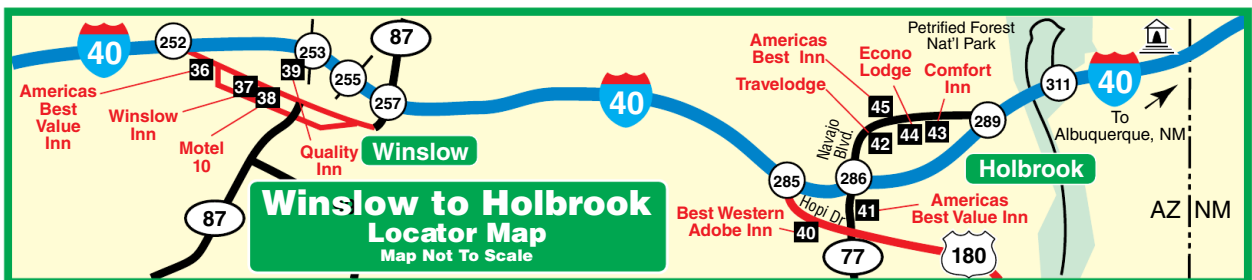 40
252
253
39
255
87
257
36
37
38
Americas
Best
Value
Inn
Winslow
Inn
Motel
10
Quality
Inn
Winslow
87
Winslow to Holbrook
Locator Map
Map Not To Scale
40
Americas
Best Inn
Travelodge
Econo
Lodge
Comfort
Inn
45
42
44
43
Navajo
Blvd.
289
285
286
Hopi Dr
Holbrook
Best Western
Adobe Inn
40
41
Americas
Best Value Inn
77
180
Petrified Forest
Nat'l Park
311
40
To
Albuquerque, NM
AZ
NM